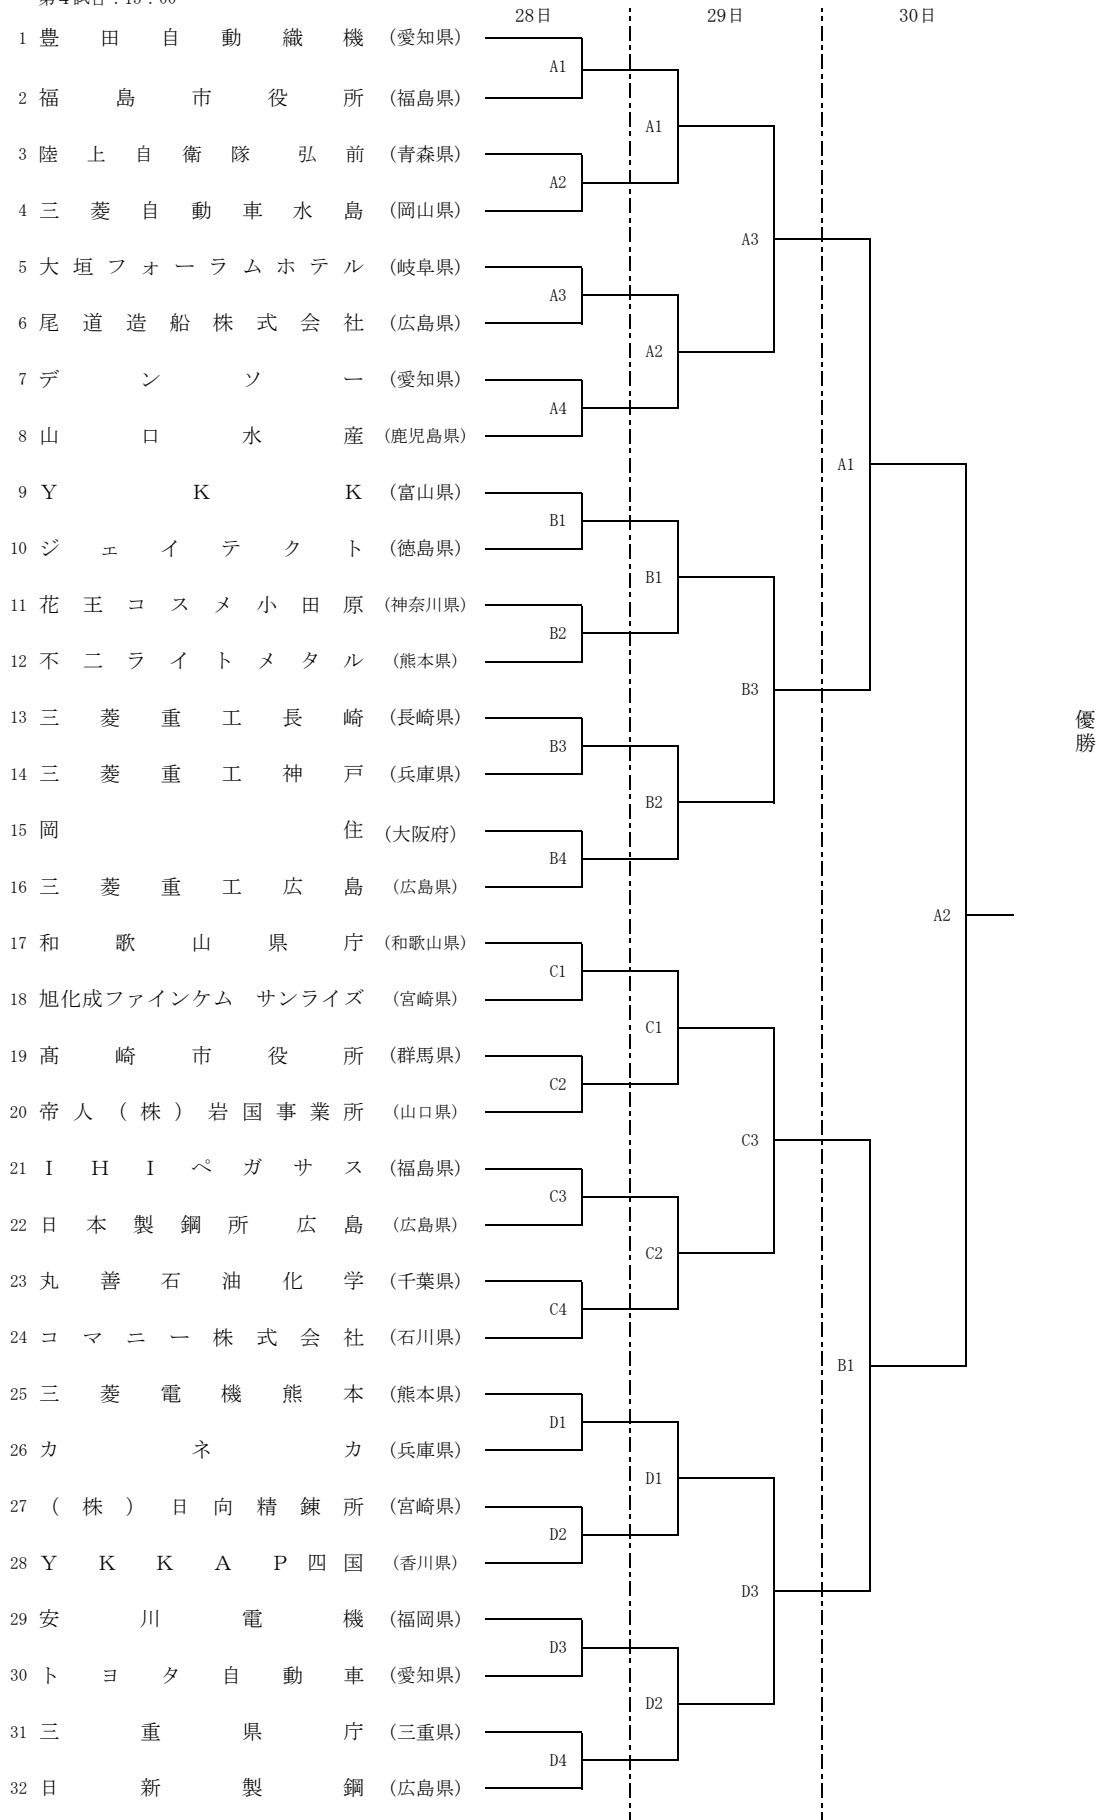 28日 29日 30日
1 豊田自動織機 (愛知県)
A1
2 福島市役所 (福島県)
A1
3 陸上自衛隊 弘前 (青森県)
A2
4 三菱自動車水島 (岡山県)
A3
5 大垣フォーラムホテル (岐阜県)
A3
6 尾道造船株式会社 (広島県)
A2
7 デンソー (愛知県)
A4
8 山口水産 (鹿児島県)
A1
9 YKK (富山県)
B1
10 ジェイテクト (徳島県)
B1
11 花王コスメ小田原 (神奈川県)
B2
12 不二ライトメタル (熊本県)
B3
13 三菱重工長崎 (長崎県)
優勝
B3
14 三菱重工神戸 (兵庫県)
B2
15 岡住 (大阪府)
B4
16 三菱重工広島 (広島県)
A2
17 和歌山県庁 (和歌山県)
C1
18 旭化成ファインケム サンライズ (宮崎県)
C1
19 髙崎市役所 (群馬県)
C2
20 帝人(株)岩国事業所 (山口県)
C3
21 IHIペガサス (福島県)
C3
22 日本製鋼所 広島 (広島県)
C2
23 丸善石油化学 (千葉県)
C4
24 コマニー株式会社 (石川県)
B1
25 三菱電機熊本 (熊本県)
D1
26 カネカ (兵庫県)
D1
27 (株)日向精錬所 (宮崎県)
D2
28 YKKAP四国 (香川県)
D3
29 安川電機 (福岡県)
D3
30 トヨタ自動車 (愛知県)
D2
31 三重県庁 (三重県)
D4
32 日新製鋼 (広島県)